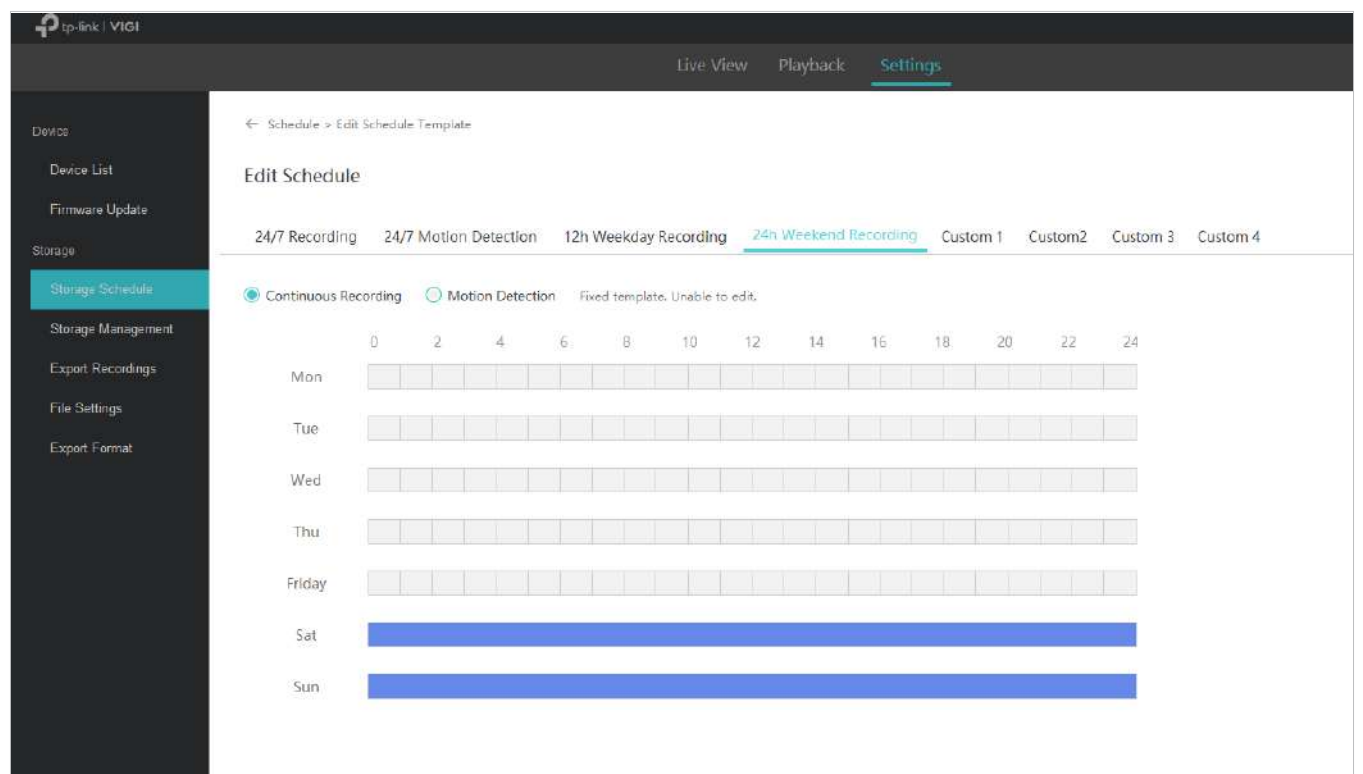 tp-link | VIGI
Live View Playback Settings
Device
Device List
Firmware Update
Storage
Storage Schedule
Storage Management
Export Recordings
File Settings
Export Format
← Schedule > Edit Schedule Template
Edit Schedule
24/7 Recording 24/7 Motion Detection 12h Weekday Recording 24h Weekend Recording Custom 1 Custom2 Custom 3 Custom 4
Continuous Recording Motion Detection Fixed template. Unable to edit.
0 2 4 6 8 10 12 14 16 18 20 22 24
Mon
Tue
Wed
Thu
Friday
Sat
Sun